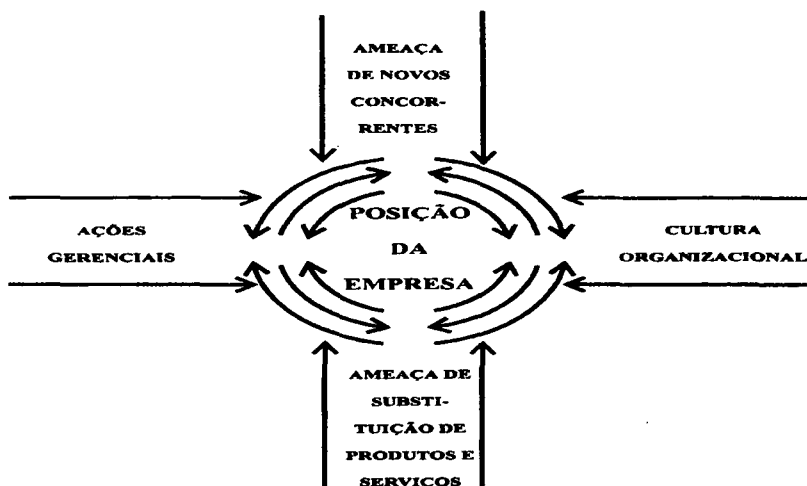 AMEAÇA
DE NOVOS
CONCOR-
RENTES
AÇÕES
GERENCIAIS
POSIÇÃO
DA
EMPRESA
CULTURA
ORGANIZACIONAL
AMEAÇA DE
SUBSTI-
TUIÇÃO DE
PRODUTOS E
SERVIÇOS